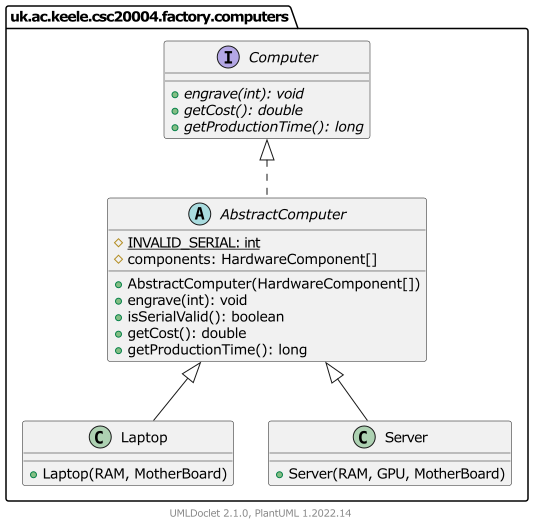 uk.ac.keele.csc20004.factory.computers
I Computer
engrave(int): void
getCost(): double
getProductionTime(): long
A AbstractComputer
INVALID_SERIAL: int
components: HardwareComponent[]
AbstractComputer(HardwareComponent[])
engrave(int): void
isSerialValid(): boolean
getCost(): double
getProductionTime(): long
C Laptop
Laptop(RAM, MotherBoard)
C Server
Server(RAM, GPU, MotherBoard)
UMLDoclet 2.1.0, PlantUML 1.2022.14